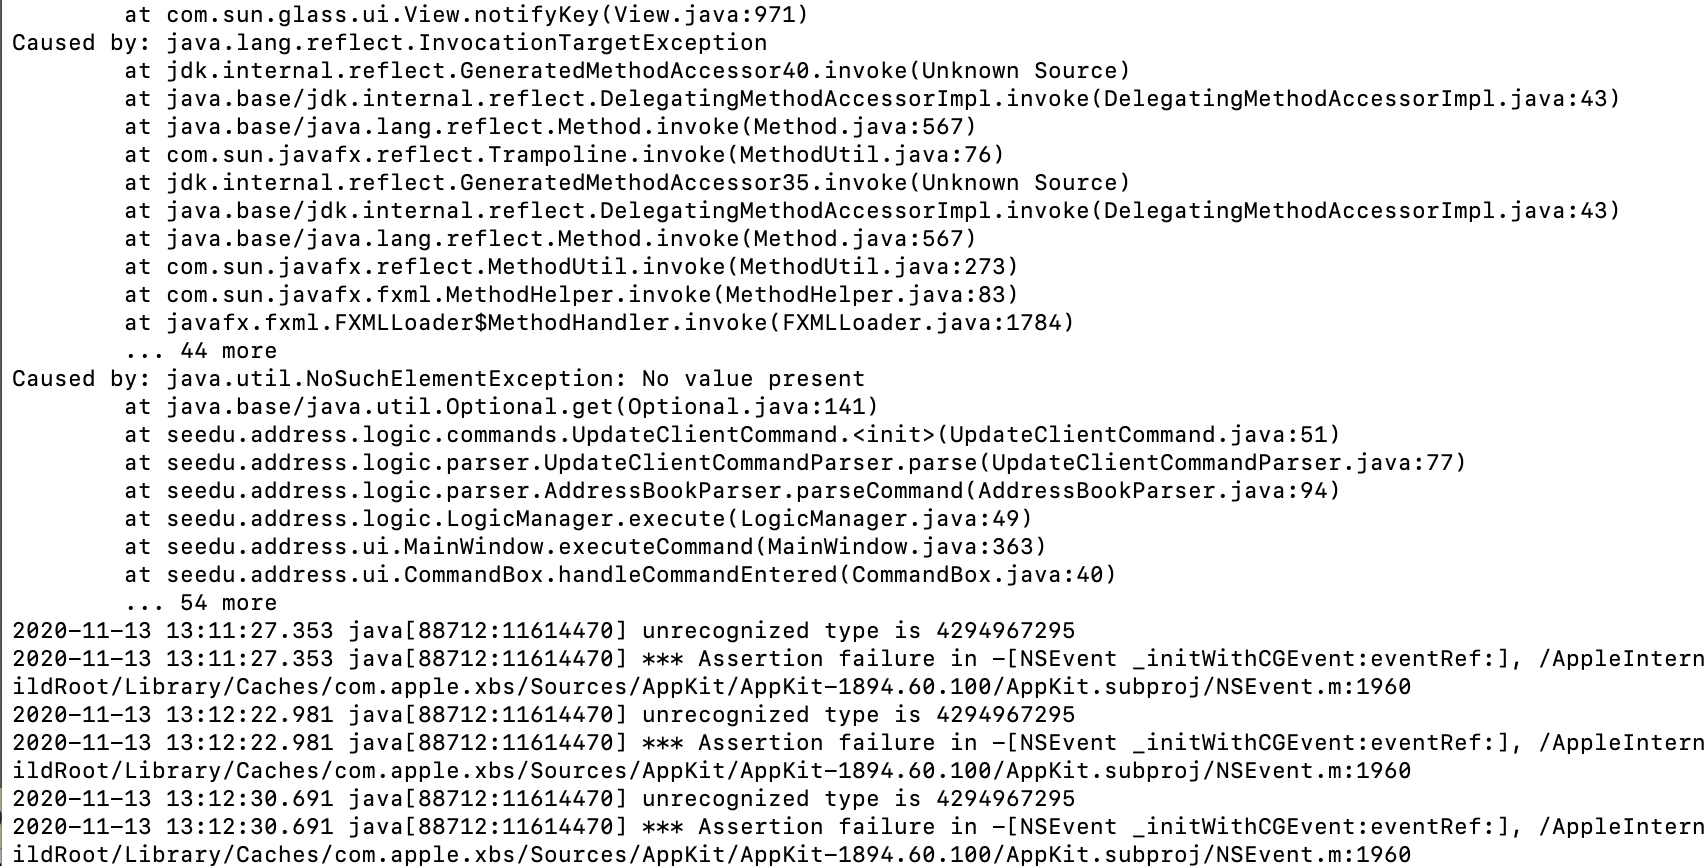 at com.sun.glass.ui.View.notifyKey(View.java:971)
Caused by: java.lang.reflect.InvocationTargetException
at jdk.internal.reflect.GeneratedMethodAccessor40.invoke(Unknown Source)
at java.base/jdk.internal.reflect.DelegatingMethodAccessorImpl.invoke(DelegatingMethodAccessorImpl.java:43)
at java.base/java.lang.reflect.Method.invoke(Method.java:567)
at com.sun.javafx.reflect.Trampoline.invoke(MethodUtil.java:76)
at jdk.internal.reflect.GeneratedMethodAccessor35.invoke(Unknown Source)
at java.base/jdk.internal.reflect.DelegatingMethodAccessorImpl.invoke(DelegatingMethodAccessorImpl.java:43)
at java.base/java.lang.reflect.Method.invoke(Method.java:567)
at com.sun.javafx.reflect.MethodUtil.invoke(MethodUtil.java:273)
at com.sun.javafx.fxml.MethodHelper.invoke(MethodHelper.java:83)
at javafx.fxml.FXMLLoader$MethodHandler.invoke(FXMLLoader.java:1784)
... 44 more
Caused by: java.util.NoSuchElementException: No value present
at java.base/java.util.Optional.get(Optional.java:141)
at seedu.address.logic.commands.UpdateClientCommand.<init>(UpdateClientCommand.java:51)
at seedu.address.logic.parser.UpdateClientCommandParser.parse(UpdateClientCommandParser.java:77)
at seedu.address.logic.parser.AddressBookParser.parseCommand(AddressBookParser.java:94)
at seedu.address.logic.LogicManager.execute(LogicManager.java:49)
at seedu.address.ui.MainWindow.executeCommand(MainWindow.java:363)
at seedu.address.ui.CommandBox.handleCommandEntered(CommandBox.java:40)
... 54 more
2020-11-13 13:11:27.353 java[88712:11614470] unrecognized type is 4294967295
2020-11-13 13:11:27.353 java[88712:11614470] *** Assertion failure in -[NSEvent _initWithCGEvent:eventRef:], /AppleIntern
ildRoot/Library/Caches/com.apple.xbs/Sources/AppKit/AppKit-1894.60.100/AppKit.subproj/NSEvent.m:1960
2020-11-13 13:12:22.981 java[88712:11614470] unrecognized type is 4294967295
2020-11-13 13:12:22.981 java[88712:11614470] *** Assertion failure in -[NSEvent _initWithCGEvent:eventRef:], /AppleIntern
ildRoot/Library/Caches/com.apple.xbs/Sources/AppKit/AppKit-1894.60.100/AppKit.subproj/NSEvent.m:1960
2020-11-13 13:12:30.691 java[88712:11614470] unrecognized type is 4294967295
2020-11-13 13:12:30.691 java[88712:11614470] *** Assertion failure in -[NSEvent _initWithCGEvent:eventRef:], /AppleIntern
ildRoot/Library/Caches/com.apple.xbs/Sources/AppKit/AppKit-1894.60.100/AppKit.subproj/NSEvent.m:1960